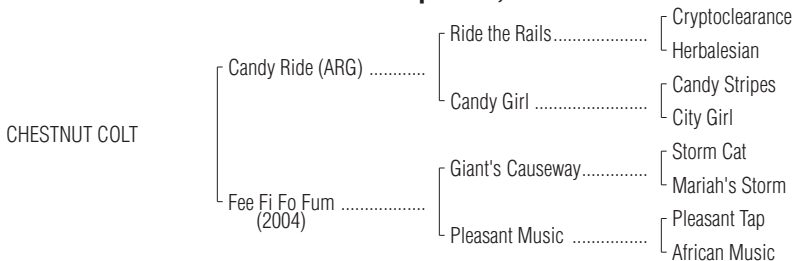 Cryptoclearance
Ride the Rails....................
Herbalesian
Candy Ride (ARG) ............
Candy Stripes
Candy Girl ........................
City Girl
CHESTNUT COLT
Storm Cat
Giant's Causeway..............
Mariah's Storm
Fee Fi Fo Fum ..................
(2004)
Pleasant Tap
Pleasant Music ................
African Music